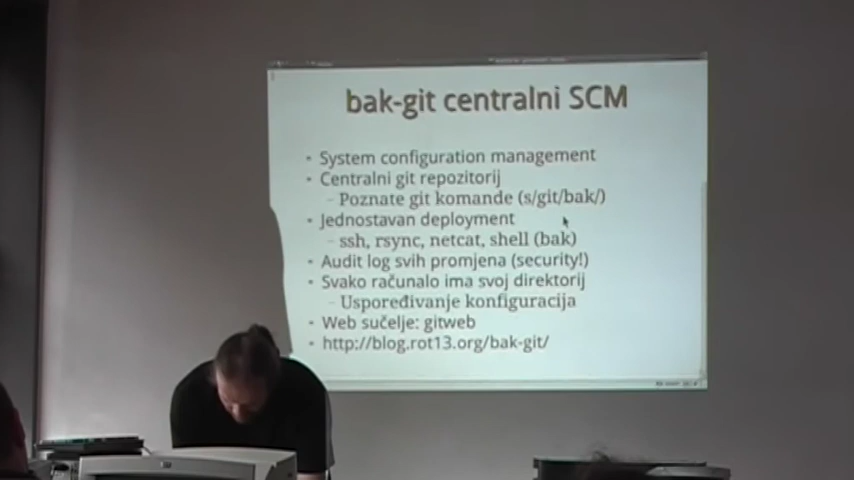 bak-git centralni SCM
• System configuration management
• Centralni git repozitorij
– Poznate git komande (s/git/bak/)
• Jednostavan deployment
– ssh, rsync, netcat, shell (bak)
• Audit log svih promjena (security!)
• Svako računalo ima svoj direktorij
– Uspoređivanje konfiguracija
• Web sučelje: gitweb
• http://blog.rot13.org/bak-git/